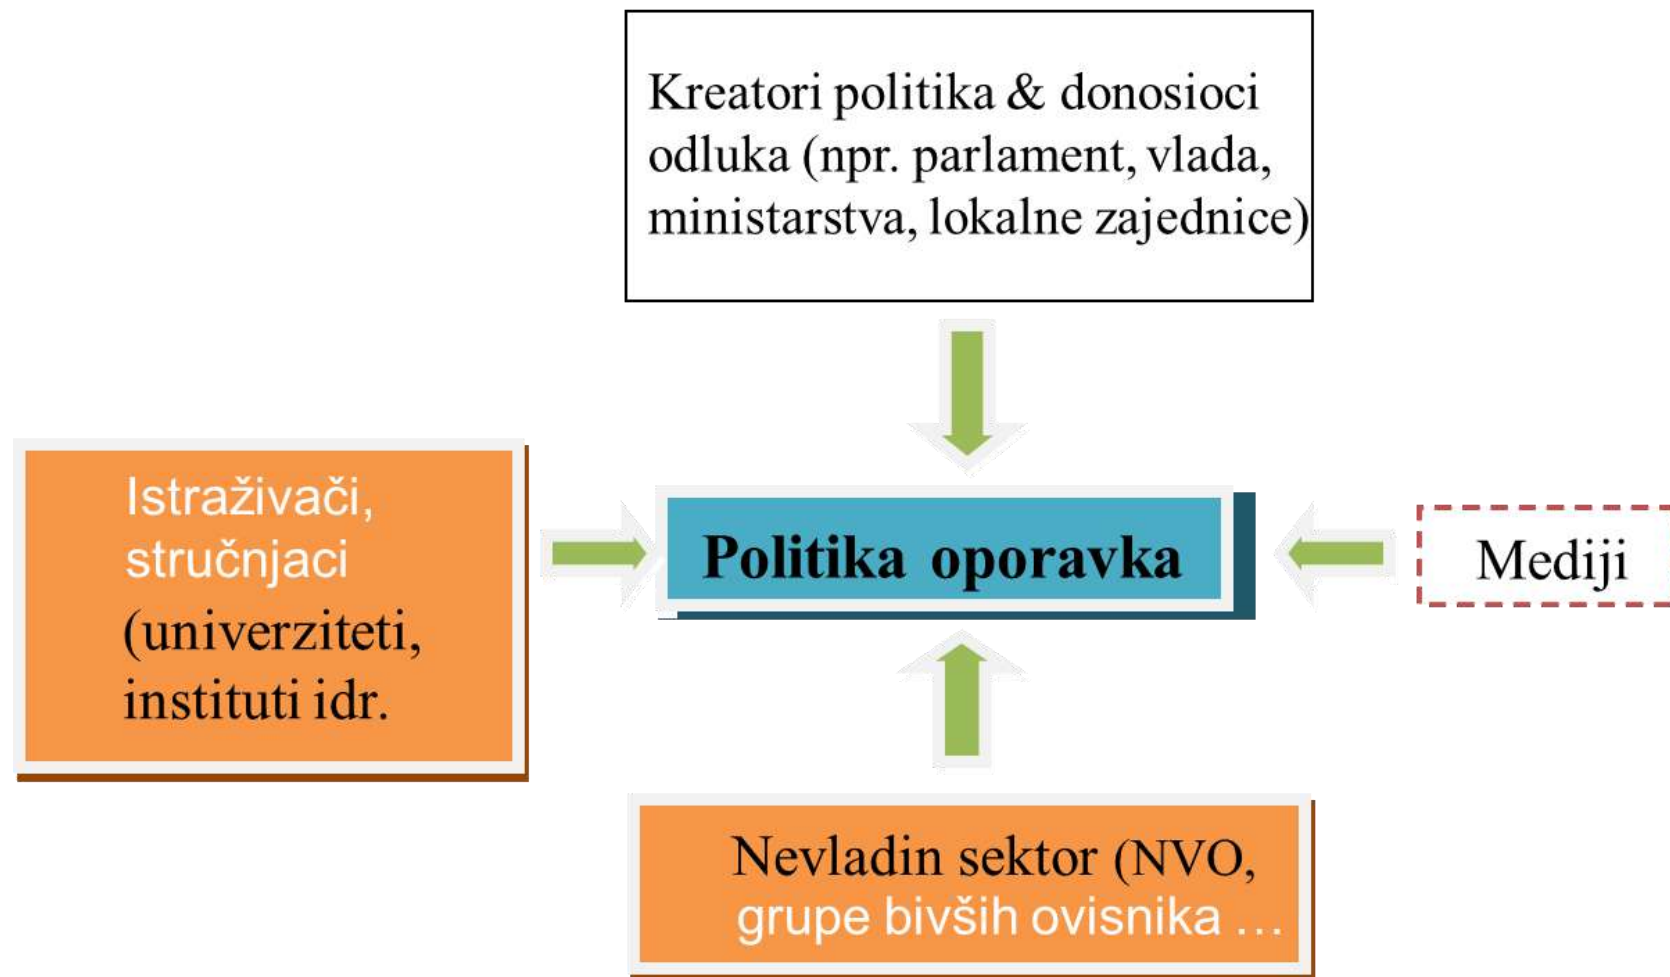 Kreatori politika & donosioci
odluka (npr. parlament, vlada,
ministarstva, lokalne zajednice)
Istraživači,
stručnjaci
(univerziteti,
instituti idr.
Politika oporavka
Mediji
Nevladin sektor (NVO,
grupe bivših ovisnika ...